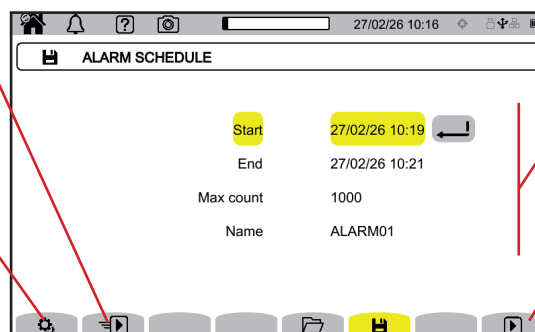 27/02/26 10:16
ALARM SCHEDULE
Start 27/02/26 10:19
End 27/02/26 10:21
Max count 1000
Name ALARM01